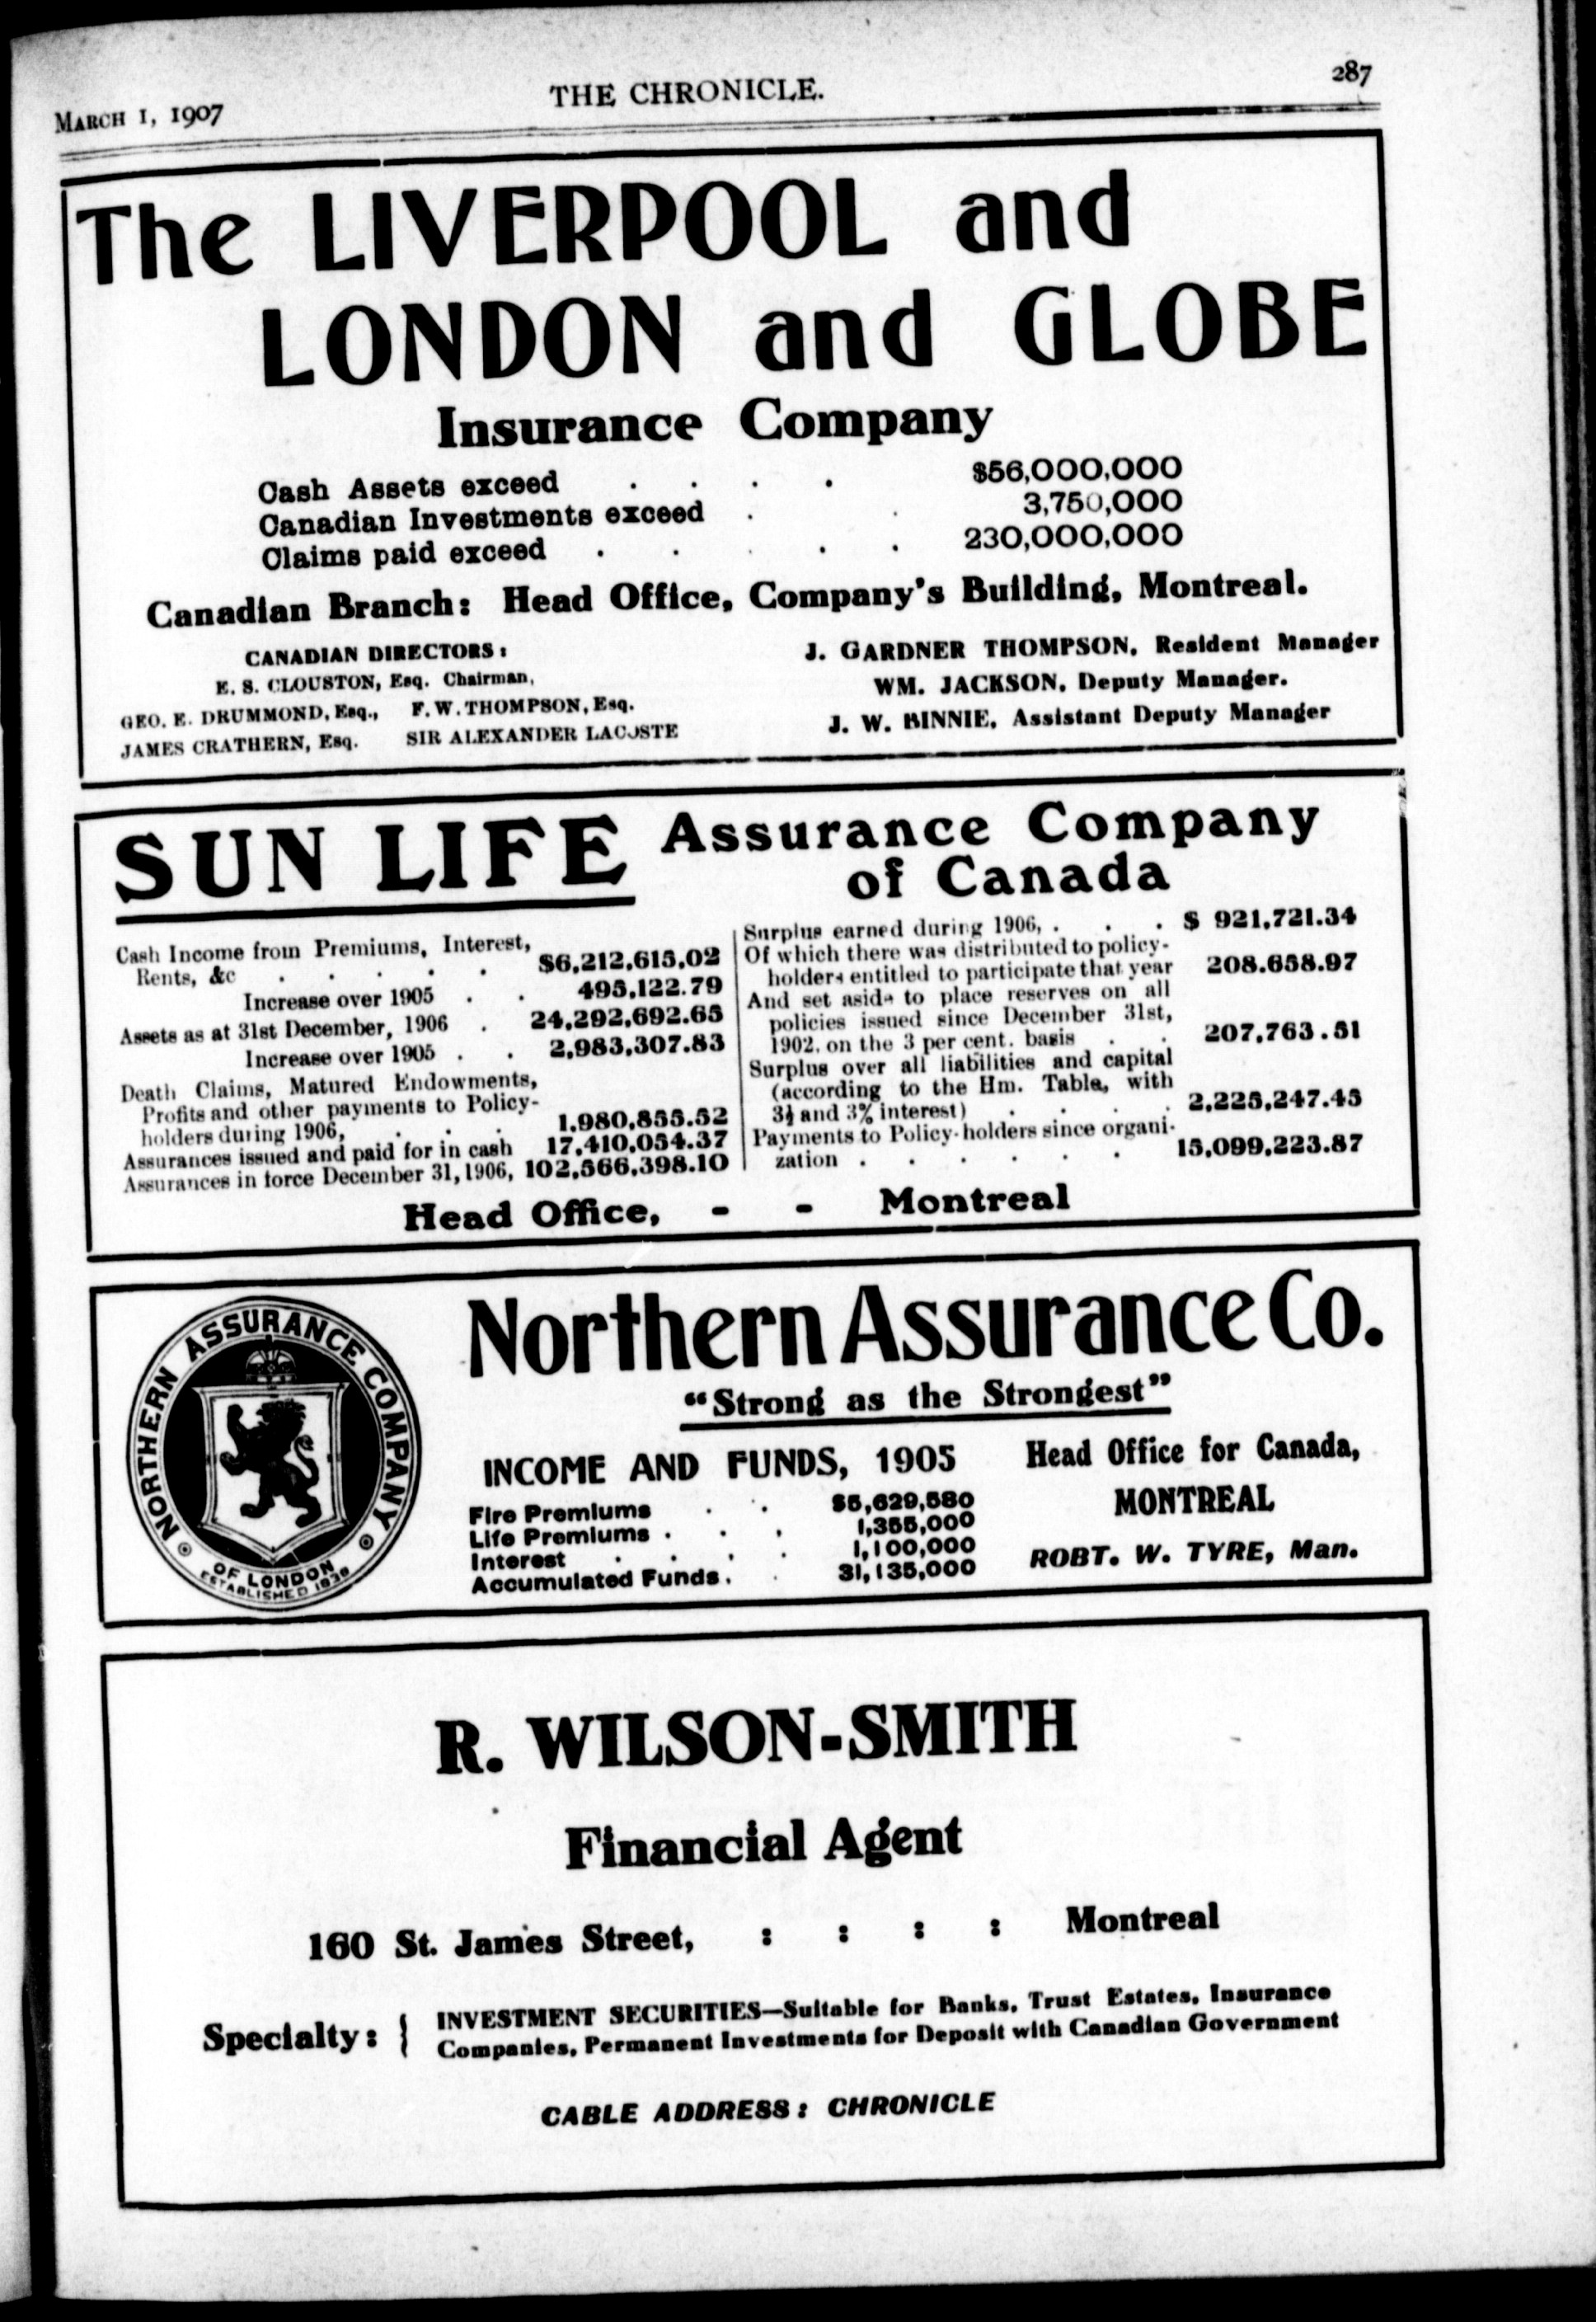 MARCH 1, 1907
THE CHRONICLE.
287
The LIVERPOOL and
LONDON and GLOBE
Insurance Company
Cash Assets exceed . . . . $56,000,000
Canadian Investments exceed . . 3,750,000
Claims paid exceed . . . . 230,000,000
Canadian Branch: Head Office, Company's Building, Montreal.
CANADIAN DIRECTORS:
E. S. CLOUSTON, Esq. Chairman,
GEO. E. DRUMMOND, Esq., F. W. THOMPSON, Esq.
JAMES CRATHERN, Esq. SIR ALEXANDER LACOSTE
J. GARDNER THOMPSON, Resident Manager
WM. JACKSON, Deputy Manager.
J. W. BINNIE, Assistant Deputy Manager
SUN LIFE Assurance Company
of Canada
Cash Income from Premiums, Interest,
Rents, &c . . . . . $6,212,615.02
Increase over 1905 . . 495,122.79
Assets as at 31st December, 1906 . 24,292,692.65
Increase over 1905 . . 2,983,307.83
Death Claims, Matured Endowments,
Profits and other payments to Policy-
holders during 1906, . . . 1,980,855.52
Assurances issued and paid for in cash 17,410,054.37
Assurances in force December 31, 1906, 102,566,398.10
Surplus earned during 1906, . . . $ 921,721.34
Of which there was distributed to policy-
holders entitled to participate that year 208,658.97
And set aside to place reserves on all
policies issued since December 31st,
1902, on the 3 per cent. basis . . 207,763.51
Surplus over all liabilities and capital
(according to the Hm. Table, with
3½ and 3% interest) . . . . 2,225,247.45
Payments to Policy-holders since organi-
zation . . . . . . 15,099,223.87
Head Office, - - Montreal
NORTHERN ASSURANCE COMPANY
OF LONDON
ESTABLISHED 1836
Northern Assurance Co.
"Strong as the Strongest"
INCOME AND FUNDS, 1905
Fire Premiums . . $5,629,580
Life Premiums . . . 1,355,000
Interest . . . . 1,100,000
Accumulated Funds. . 31,135,000
Head Office for Canada,
MONTREAL
ROBT. W. TYRE, Man.
R. WILSON-SMITH
Financial Agent
160 St. James Street, : : : : Montreal
Specialty: { INVESTMENT SECURITIES—Suitable for Banks, Trust Estates, Insurance
Companies, Permanent Investments for Deposit with Canadian Government
CABLE ADDRESS: CHRONICLE